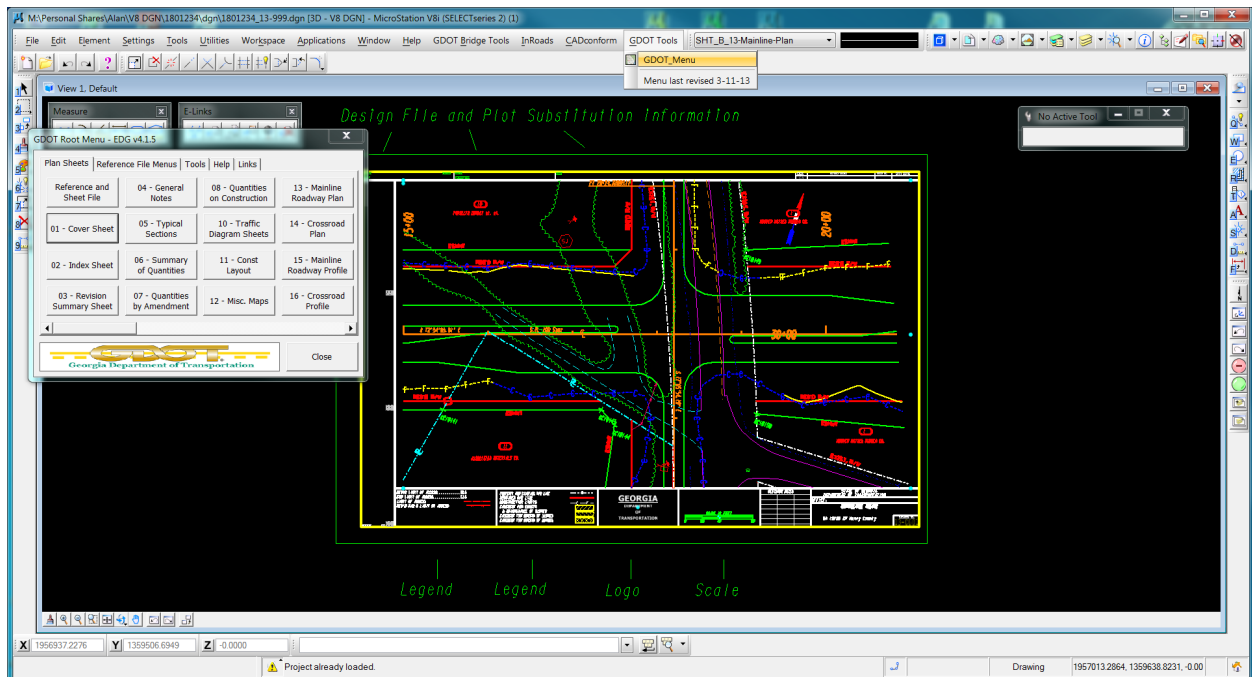 M:\Personal Shares\Alan\V8 DGN\1801234\dgn\1801234_13-999.dgn [3D - V8 DGN] - MicroStation V8i (SELECTseries 2) (1)
File Edit Element Settings Tools Utilities Workspace Applications Window Help GDOT Bridge Tools InRoads CADconform GDOT Tools SHT_B_13-Mainline-Plan
GDOT_Menu
Menu last revised 3-11-13
View 1, Default
Measure
E-Links
No Active Tool
Design File and Plot Substitution Information
GDOT Root Menu - EDG v4.1.5
Plan Sheets Reference File Menus Tools Help Links
Reference and Sheet File
04 - General Notes
08 - Quantities on Construction
13 - Mainline Roadway Plan
01 - Cover Sheet
05 - Typical Sections
10 - Traffic Diagram Sheets
14 - Crossroad Plan
02 - Index Sheet
06 - Summary of Quantities
11 - Const Layout
15 - Mainline Roadway Profile
03 - Revision Summary Sheet
07 - Quantities by Amendment
12 - Misc. Maps
16 - Crossroad Profile
GDOT
Georgia Department of Transportation
Close
15+00
20+00
30+00
GEORGIA
DEPARTMENT
OF
TRANSPORTATION
Legend Legend Logo Scale
X 1956937.2276 Y 1359506.6949 Z -0.0000
Project already loaded.
Drawing
1957013.2864, 1359638.8231, -0.00